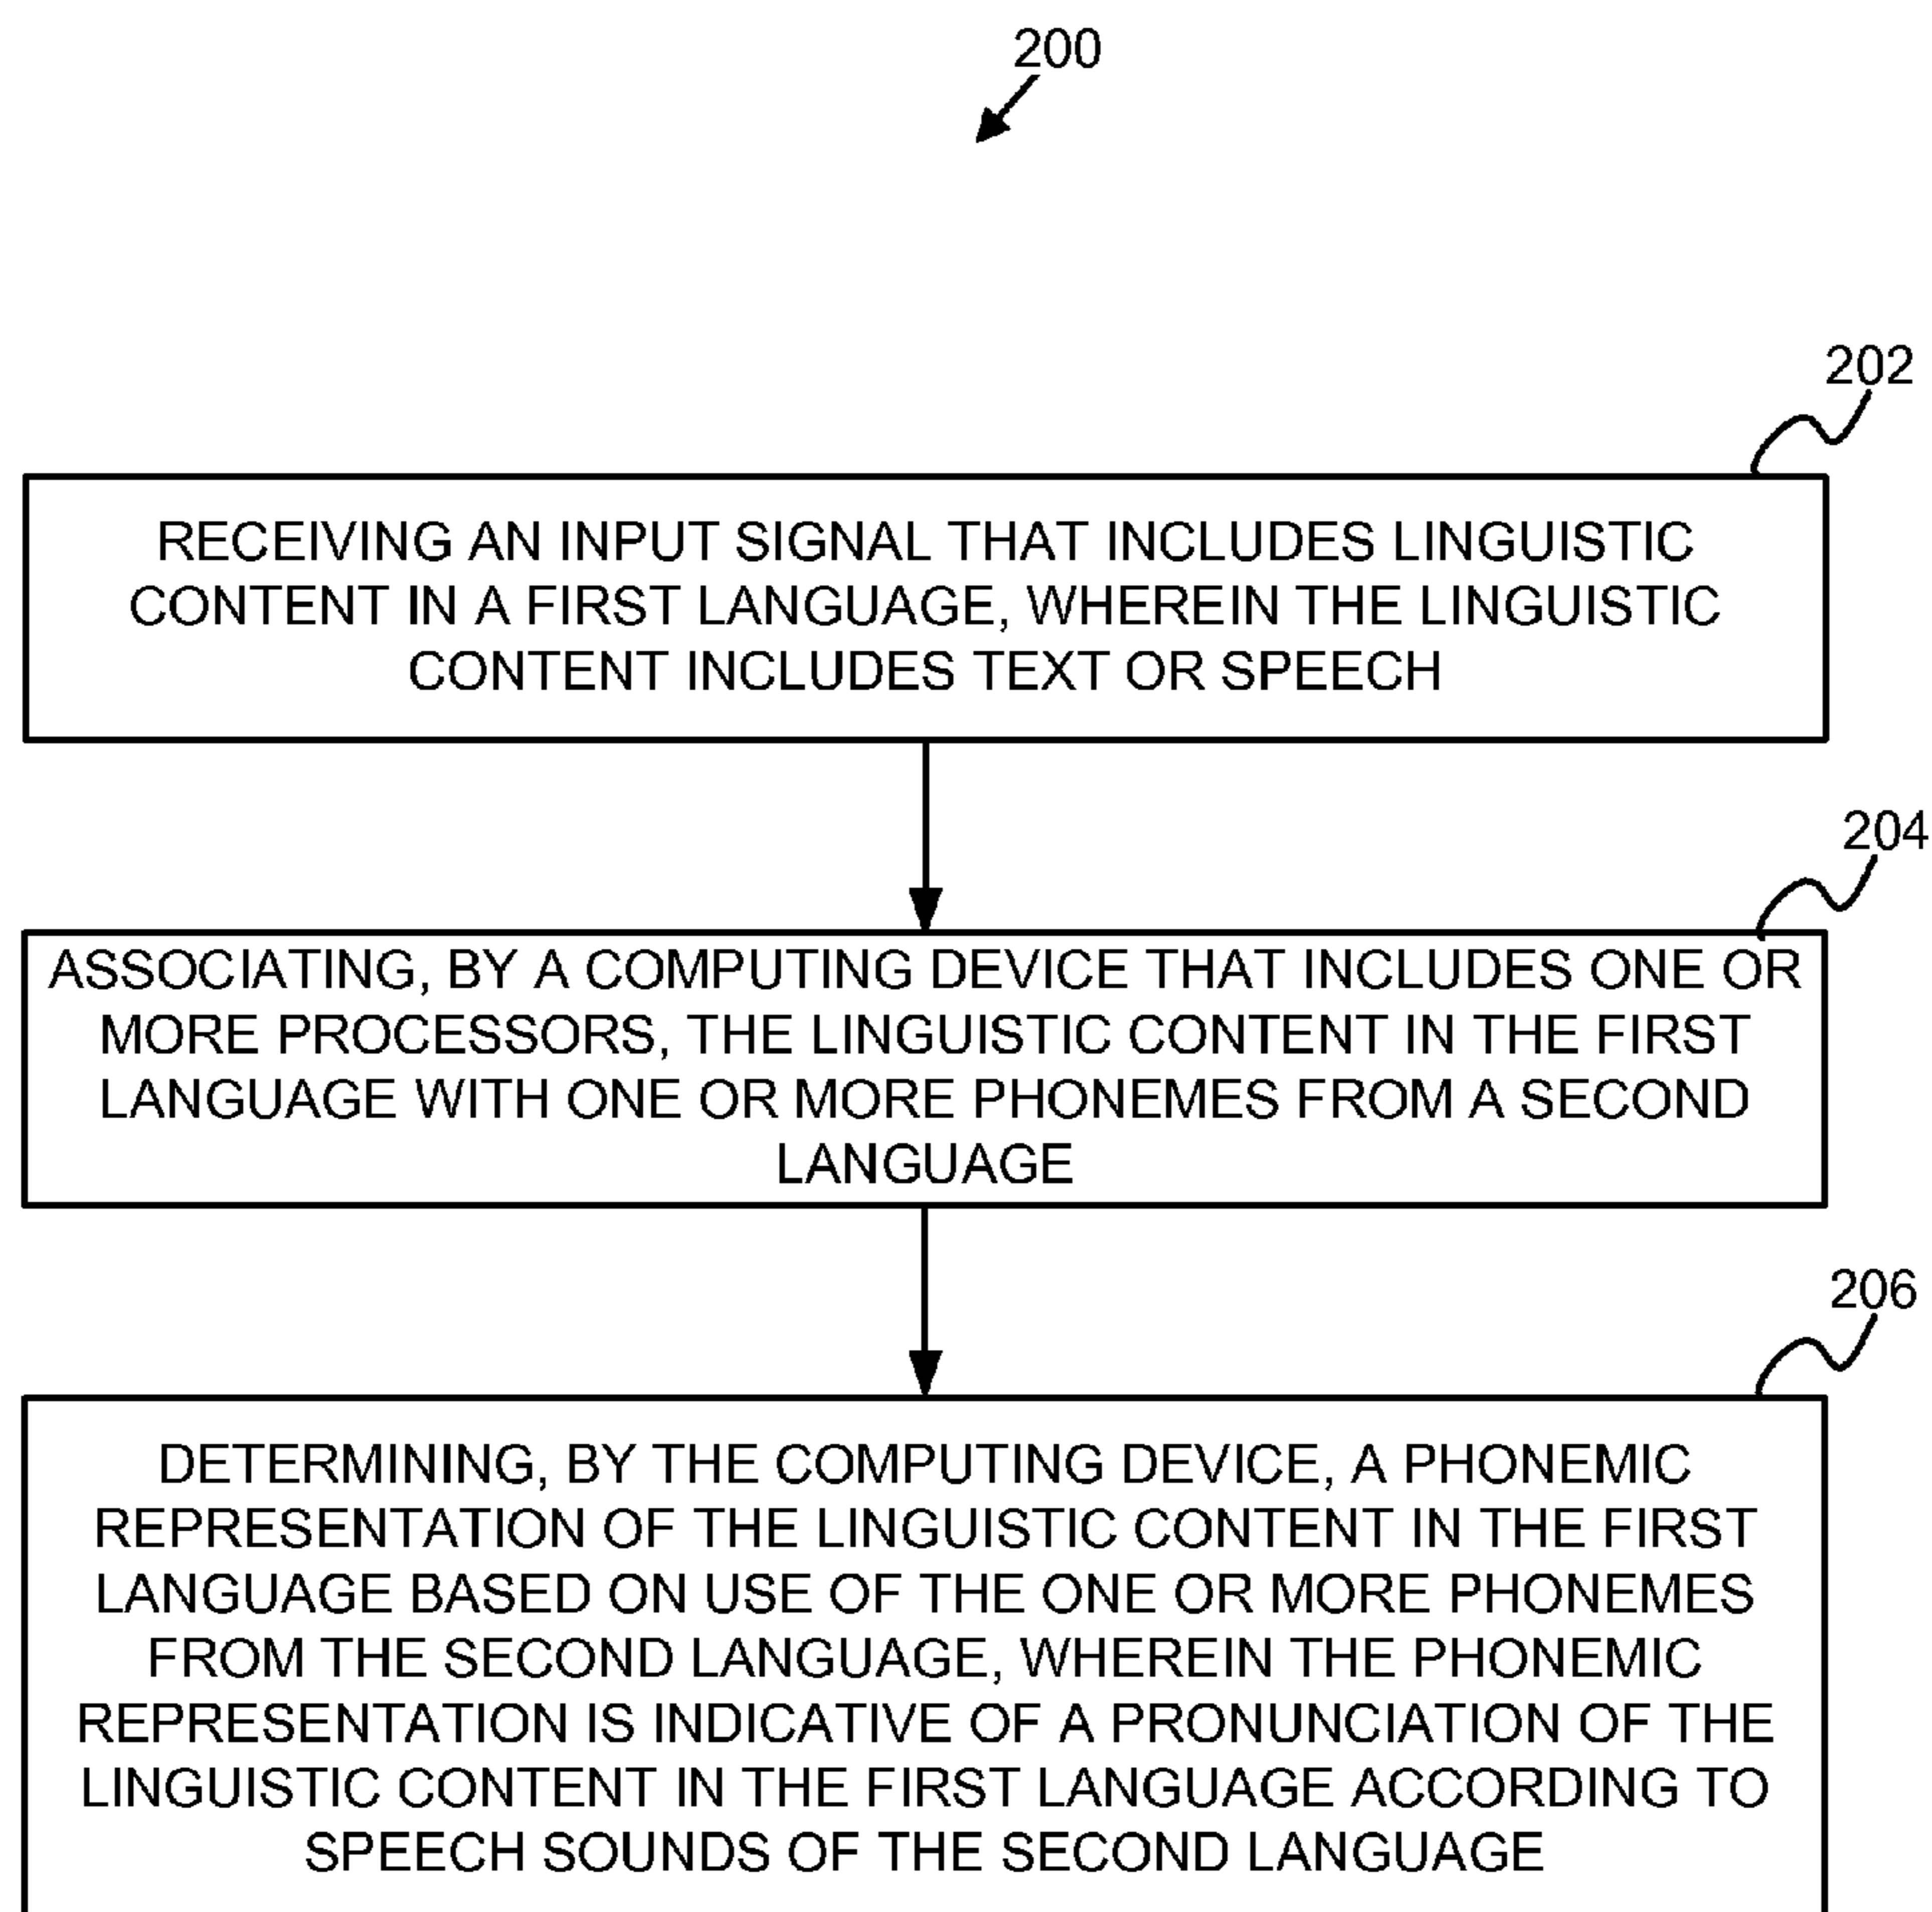 200
202
RECEIVING AN INPUT SIGNAL THAT INCLUDES LINGUISTIC
CONTENT IN A FIRST LANGUAGE, WHEREIN THE LINGUISTIC
CONTENT INCLUDES TEXT OR SPEECH
204
ASSOCIATING, BY A COMPUTING DEVICE THAT INCLUDES ONE OR
MORE PROCESSORS, THE LINGUISTIC CONTENT IN THE FIRST
LANGUAGE WITH ONE OR MORE PHONEMES FROM A SECOND
LANGUAGE
206
DETERMINING, BY THE COMPUTING DEVICE, A PHONEMIC
REPRESENTATION OF THE LINGUISTIC CONTENT IN THE FIRST
LANGUAGE BASED ON USE OF THE ONE OR MORE PHONEMES
FROM THE SECOND LANGUAGE, WHEREIN THE PHONEMIC
REPRESENTATION IS INDICATIVE OF A PRONUNCIATION OF THE
LINGUISTIC CONTENT IN THE FIRST LANGUAGE ACCORDING TO
SPEECH SOUNDS OF THE SECOND LANGUAGE